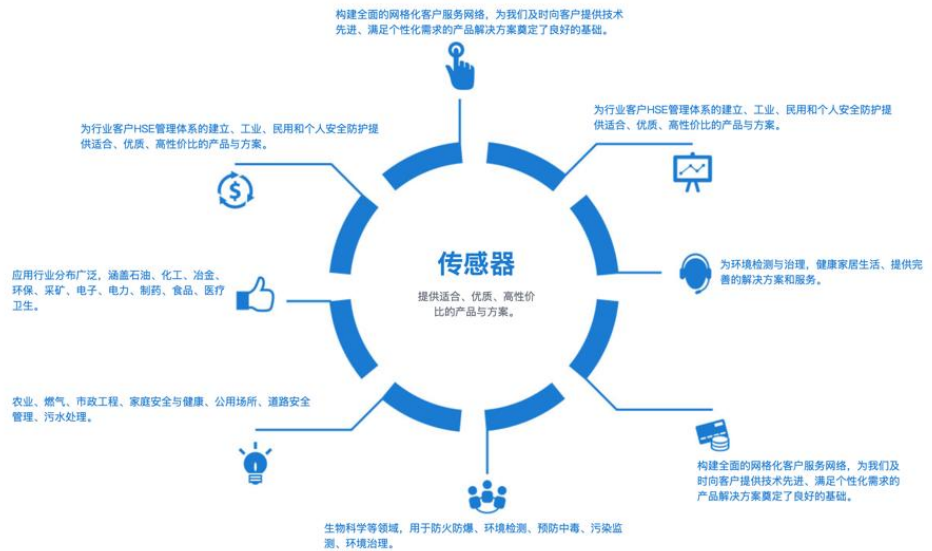 构建全面的网格化客户服务网络，为我们及时向客户提供技术
先进、满足个性化需求的产品解决方案奠定了良好的基础。
为行业客户HSE管理体系的建立、工业、民用和个人安全防护提
供适合、优质、高性价比的产品与方案。
为行业客户HSE管理体系的建立、工业、民用和个人安全防护提
供适合、优质、高性价比的产品与方案。
应用行业分布广泛，涵盖石油、化工、冶金、
环保、采矿、电子、电力、制药、食品、医疗
卫生。
传感器
提供适合、优质、高性价
比的产品与方案。
为环境检测与治理，健康家居生活、提供完
善的解决方案和服务。
农业、燃气、市政工程、家庭安全与健康、公用场所、道路安全
管理、污水处理。
构建全面的网格化客户服务网络，为我们及
时向客户提供技术先进、满足个性化需求的
产品解决方案奠定了良好的基础。
生物科学等领域，用于防火防爆、环境检测、预防中毒、污染监
测、环境治理。